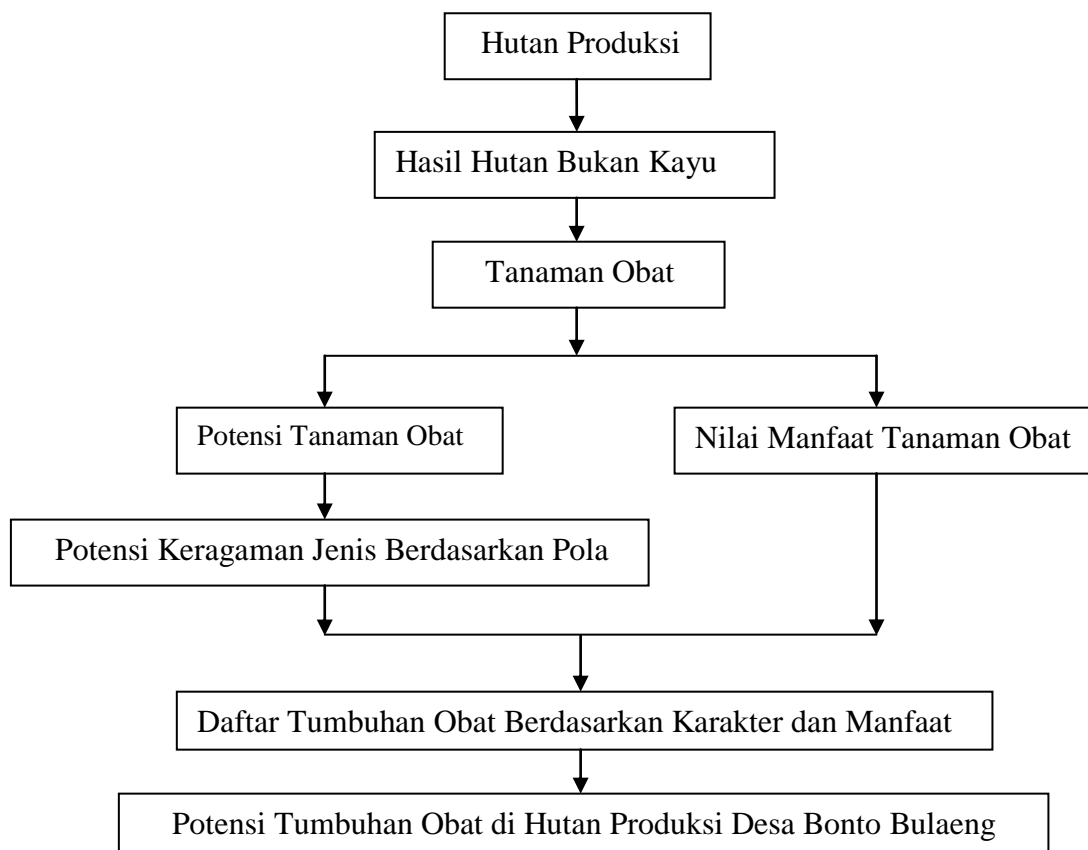 Hutan Produksi
Hasil Hutan Bukan Kayu
Tanaman Obat
Potensi Tanaman Obat
Nilai Manfaat Tanaman Obat
Potensi Keragaman Jenis Berdasarkan Pola
Daftar Tumbuhan Obat Berdasarkan Karakter dan Manfaat
Potensi Tumbuhan Obat di Hutan Produksi Desa Bonto Bulaeng